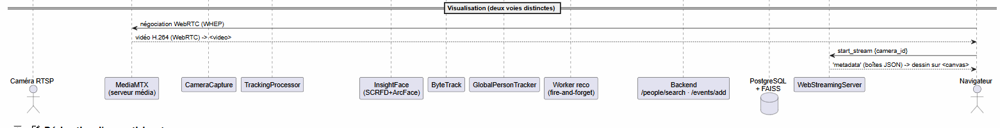 Visualisation (deux voies distinctes)
négociation WebRTC (WHEP)
vidéo H.264 (WebRTC) -> <video>
start_stream {camera_id}
'metadata' (boîtes JSON) -> dessin sur <canvas>
Caméra RTSP
MediaMTX
(serveur média)
CameraCapture
TrackingProcessor
InsightFace
(SCRFD+ArcFace)
ByteTrack
GlobalPersonTracker
Worker reco
(fire-and-forget)
Backend
/people/search · /events/add
PostgreSQL
+ FAISS
WebStreamingServer
Navigateur